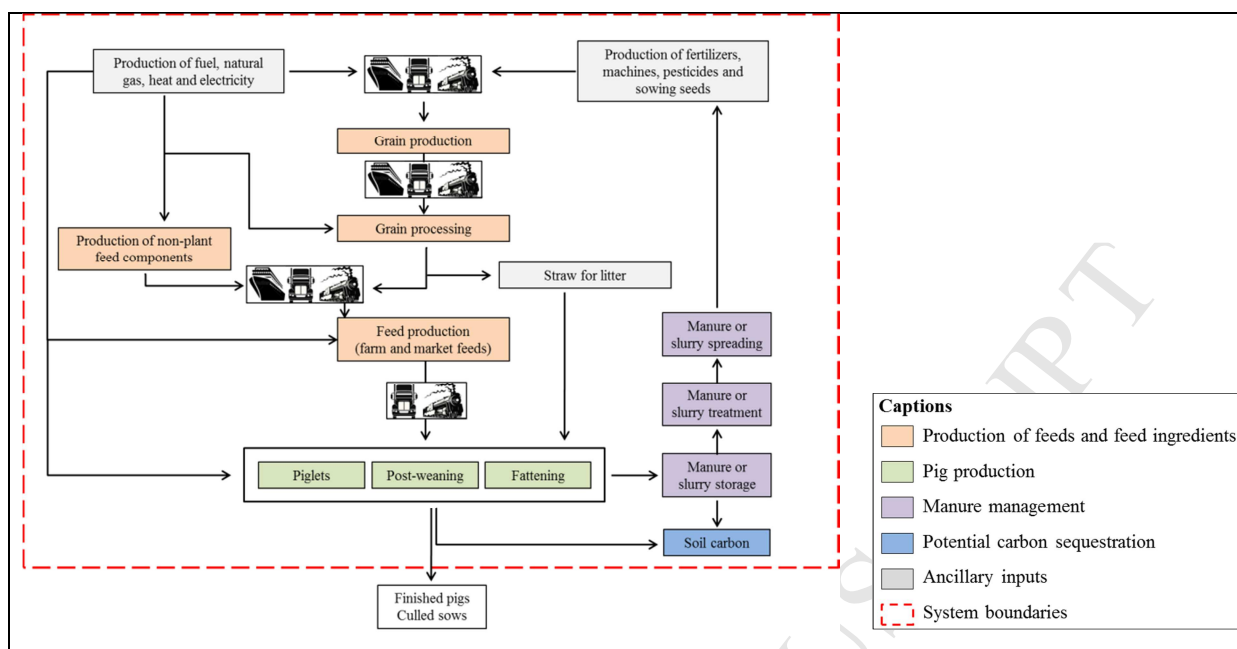 Production of fuel, natural
gas, heat and electricity
Production of fertilizers,
machines, pesticides and
sowing seeds
Grain production
Grain processing
Production of non-plant
feed components
Straw for litter
Feed production
(farm and market feeds)
Manure or
slurry spreading
Manure or
slurry treatment
Piglets
Post-weaning
Fattening
Manure or
slurry storage
Soil carbon
Finished pigs
Culled sows
Captions
Production of feeds and feed ingredients
Pig production
Manure management
Potential carbon sequestration
Ancillary inputs
System boundaries